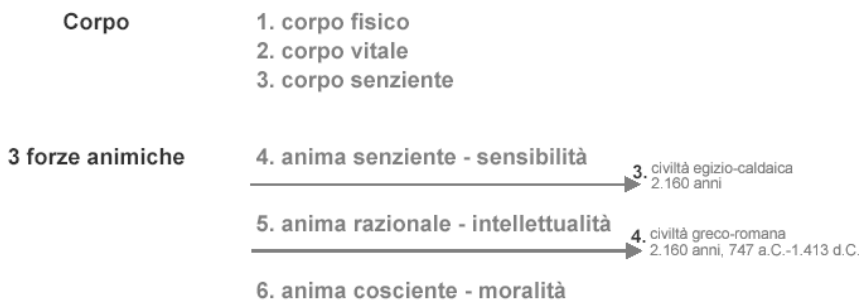 Corpo 1. corpo fisico
2. corpo vitale
3. corpo senziente
3 forze animiche 4. anima senziente - sensibilità
3. civiltà egizio-caldaica
2.160 anni
5. anima razionale - intellettualità
4. civiltà greco-romana
2.160 anni, 747 a.C.-1.413 d.C.
6. anima cosciente - moralità